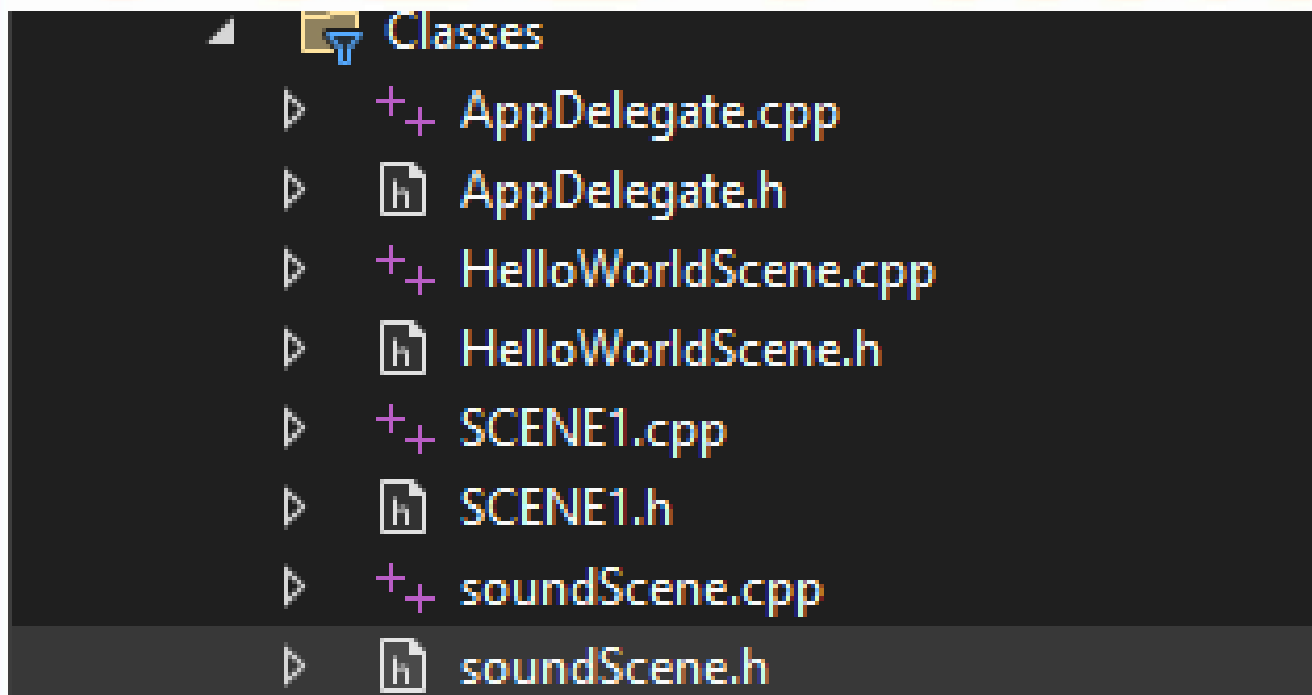 Classes
AppDelegate.cpp
AppDelegate.h
HelloWorldScene.cpp
HelloWorldScene.h
SCENE1.cpp
SCENE1.h
soundScene.cpp
soundScene.h